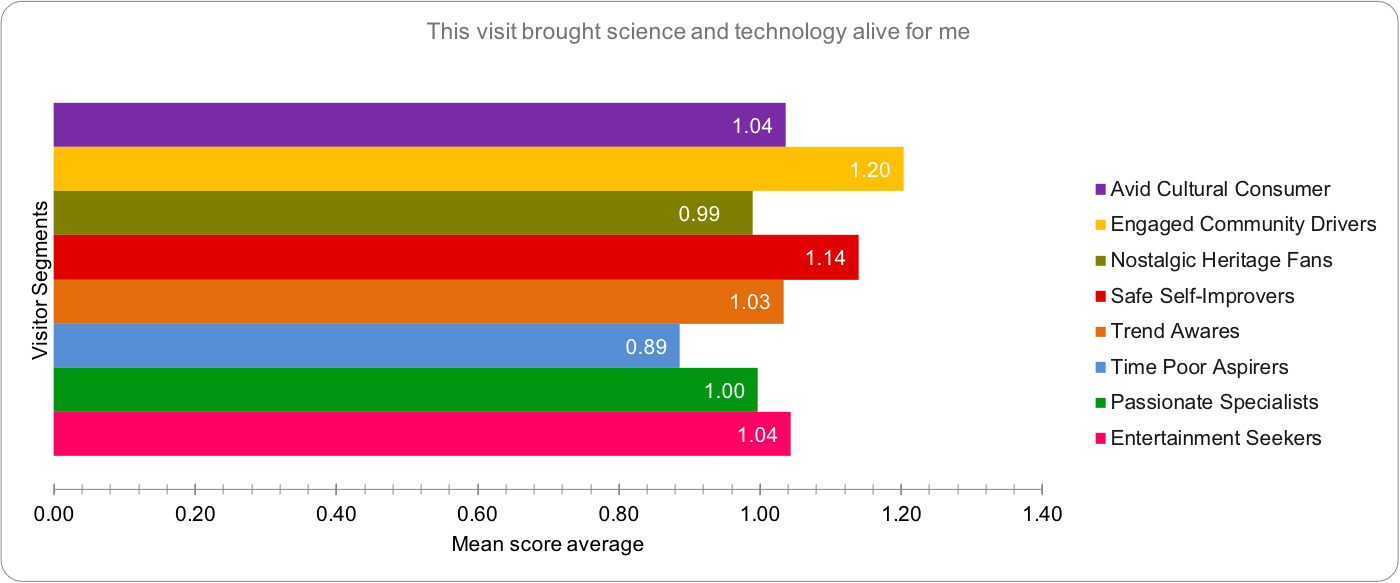 This visit brought science and technology alive for me
Visitor Segments
1.04
1.20
0.99
1.14
1.03
0.89
1.00
1.04
Avid Cultural Consumer
Engaged Community Drivers
Nostalgic Heritage Fans
Safe Self-Improvers
Trend Awares
Time Poor Aspirers
Passionate Specialists
Entertainment Seekers
0.00 0.20 0.40 0.60 0.80 1.00 1.20 1.40
Mean score average